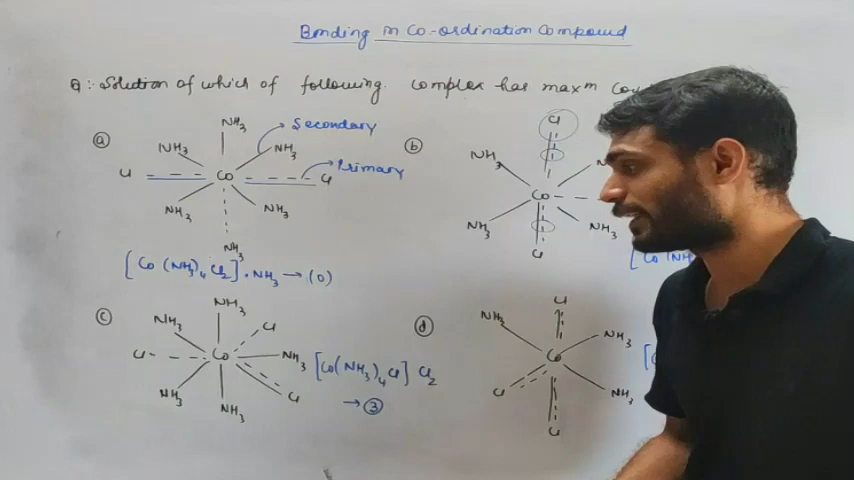 Bonding in Co-ordination Compound
Q:- Solution of which of following complex has maxm
(a)
NH3
Secondary
NH3
NH3
Primary
Cl
Co
Cl
NH3
NH3
NH3
[Co(NH3)4Cl2].NH3 → (0)
(b)
Cl
NH3
Co
NH3
Cl
[Co(NH
(c)
NH3
NH3
Cl
Cl
Co
NH3
NH3
NH3
Cl
[Co(NH3)4Cl]Cl2
→ (3)
(d)
Cl
NH3
NH3
Co
Cl
NH3
Cl
[